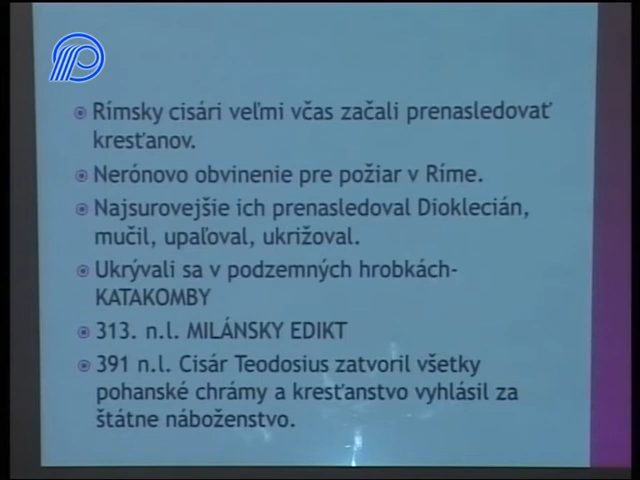 Rímsky cisári veľmi včas začali prenasledovať
kresťanov.
Nerónovo obvinenie pre požiar v Ríme.
Najsurovejšie ich prenasledoval Dioklecián,
mučil, upaľoval, ukrižoval.
Ukrývali sa v podzemných hrobkách-
KATAKOMBY
313. n.l. MILÁNSKY EDIKT
391 n.l. Cisár Teodosius zatvoril všetky
pohanské chrámy a kresťanstvo vyhlásil za
štátne náboženstvo.